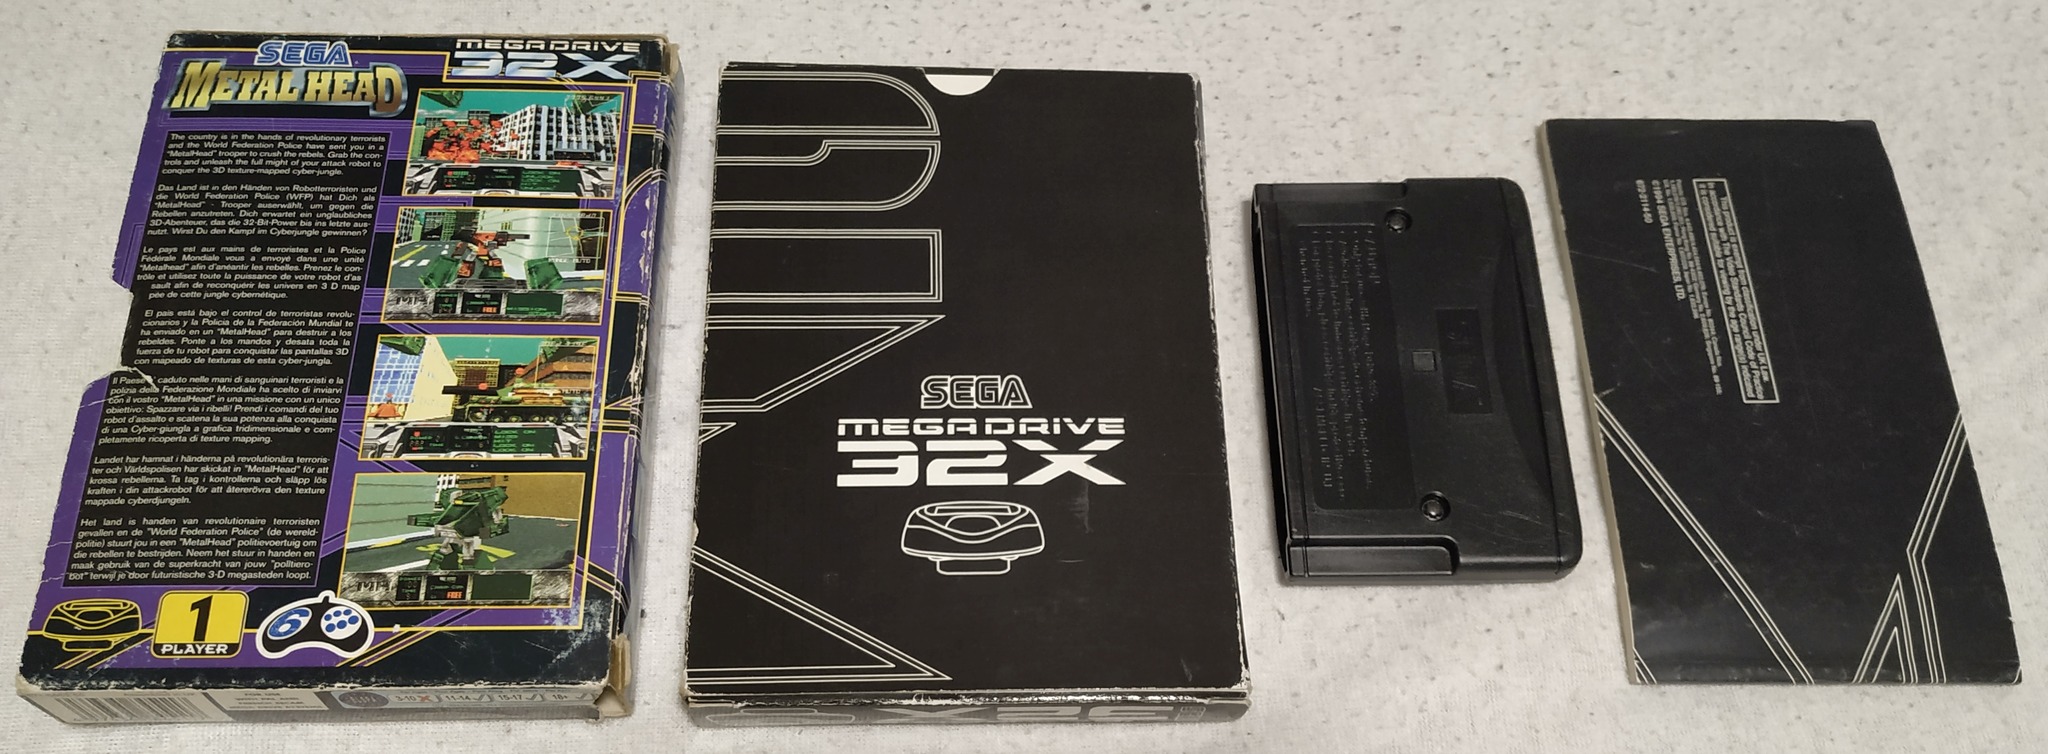 SEGA
METAL HEAD
MEGADRIVE
32X
The country is in the hands of revolutionary terrorists
and the World Federation Police have sent you in a
"MetalHead" trooper to crush the rebels. Grab the con-
trols and unleash the full might of your attack robot to
conquer the 3D texture-mapped cyber-jungle.
Das Land ist in den Händen von Robotterroristen und
die World Federation Police (WFP) hat Dich als
"MetalHead" - Trooper auserwählt, um gegen die
Rebellen anzutreten. Dich erwartet ein unglaubliches
3D-Abenteuer, das die 32-Bit-Power bis ins letzte aus-
nutzt. Wirst Du den Kampf im Cyberjungle gewinnen?
Le pays est aux mains de terroristes et la Police
Fédérale Mondiale vous a envoyé dans une unité
"Metalhead" afin d'anéantir les rebelles. Prenez le con-
trôle et utilisez toute la puissance de votre robot d'as
sault afin de reconquérir les univers en 3 D map
pée de cette jungle cybernétique.
El país está bajo el control de terroristas revolu-
cionarios y la Policia de la Federación Mundial te
ha enviado en un "MetalHead" para destruir a los
rebeldes. Ponte a los mandos y desata toda la
fuerza de tu robot para conquistar las pantallas 3D
con mapeado de texturas de esta cyber-jungla.
Il Paese e' caduto nelle mani di sanguinari terroristi e la
polizia della Federazione Mondiale ha scelto di inviarvi
con il vostro "MetalHead" in una missione con un unico
obiettivo: Spazzare via i ribelli! Prendi i comandi del tuo
robot d'assalto e scatena la sua potenza alla conquista
di una Cyber-giungla a grafica tridimensionale e com-
pletamente ricoperta di texture mapping.
Landet har hamnat i händerna på revolutionära terroris-
ter och Världspolisen har skickat in "MetalHead" för att
krossa rebellerna. Ta tag i kontrollerna och släpp lös
kraften i din attackrobot för att återerövra den texture
mappade cyberdjungeln.
Het land is handen van revolutionaire terroristen
gevallen en de "World Federation Police" (de wereld-
politie) stuurt jou in een "MetalHead" politievoertuig om
die rebellen te bestrijden. Neem het stuur in handen en
maak gebruik van de superkracht van jouw "politiero-
bot" terwijl je door futuristische 3-D megasteden loopt.
1
PLAYER
6
3-10 11-14 15-17 18+
SEGA
MEGADRIVE
32X
32X
SEGA
©1994 SEGA ENTERPRISES, LTD.